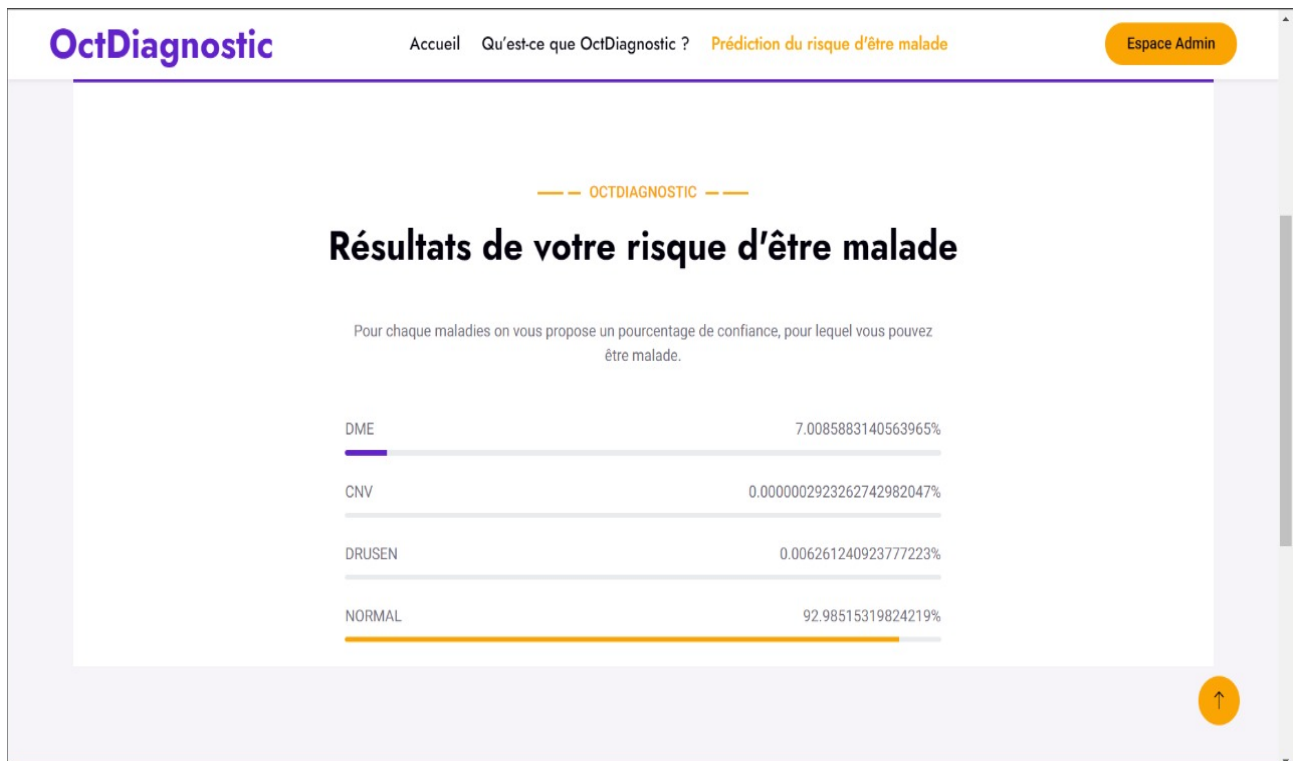 OctDiagnostic
Accueil Qu'est-ce que OctDiagnostic ? Prédiction du risque d'être malade
Espace Admin
OCTDIAGNOSTIC
Résultats de votre risque d'être malade
Pour chaque maladies on vous propose un pourcentage de confiance, pour lequel vous pouvez
être malade.
DME 7.0085883140563965%
CNV 0.0000002923262742982047%
DRUSEN 0.006261240923777223%
NORMAL 92.98515319824219%